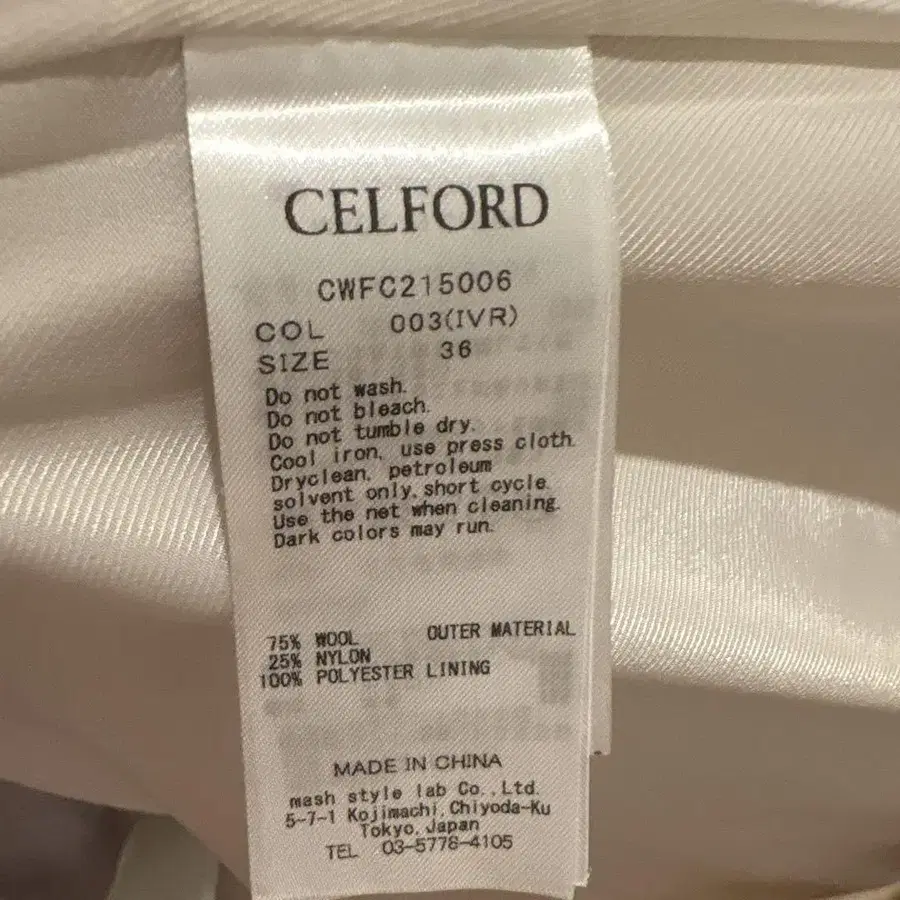 CELFORD
CWFC215006
COL 003(IVR)
SIZE 36
Do not wash.
Do not bleach.
Do not tumble dry.
Cool iron, use press cloth.
Dryclean, petroleum
solvent only, short cycle.
Use the net when cleaning.
Dark colors may run.
75% WOOL OUTER MATERIAL
25% NYLON
100% POLYESTER LINING
MADE IN CHINA
mash style lab Co.,Ltd.
5-7-1 Kojimachi,Chiyoda-Ku
Tokyo,Japan
TEL 03-5778-4105